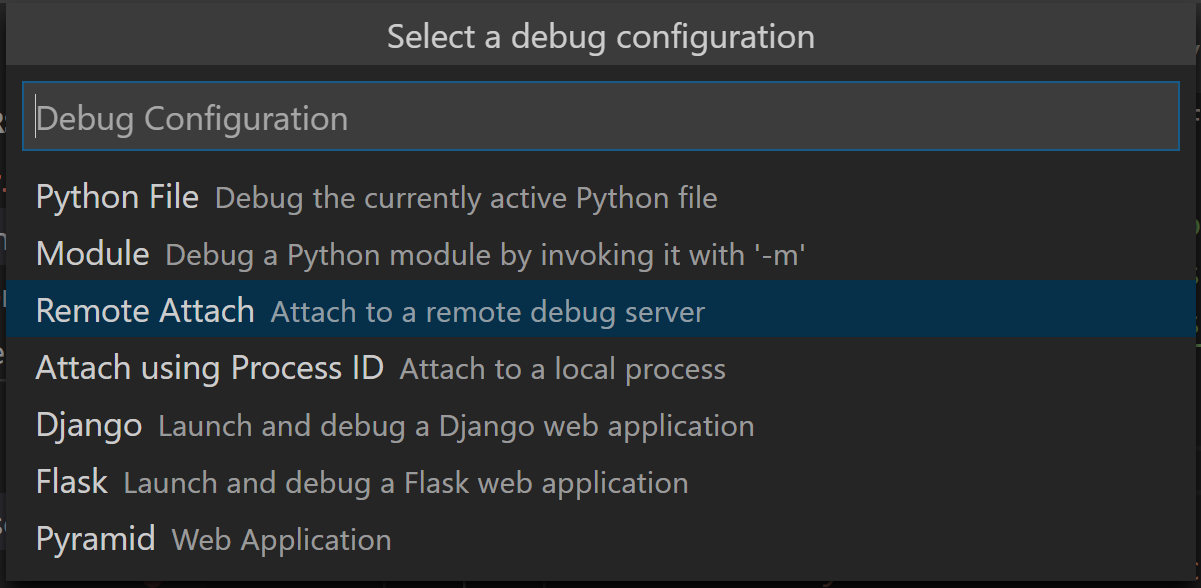 Select a debug configuration
Debug Configuration
Python File Debug the currently active Python file
Module Debug a Python module by invoking it with '-m'
Remote Attach Attach to a remote debug server
Attach using Process ID Attach to a local process
Django Launch and debug a Django web application
Flask Launch and debug a Flask web application
Pyramid Web Application